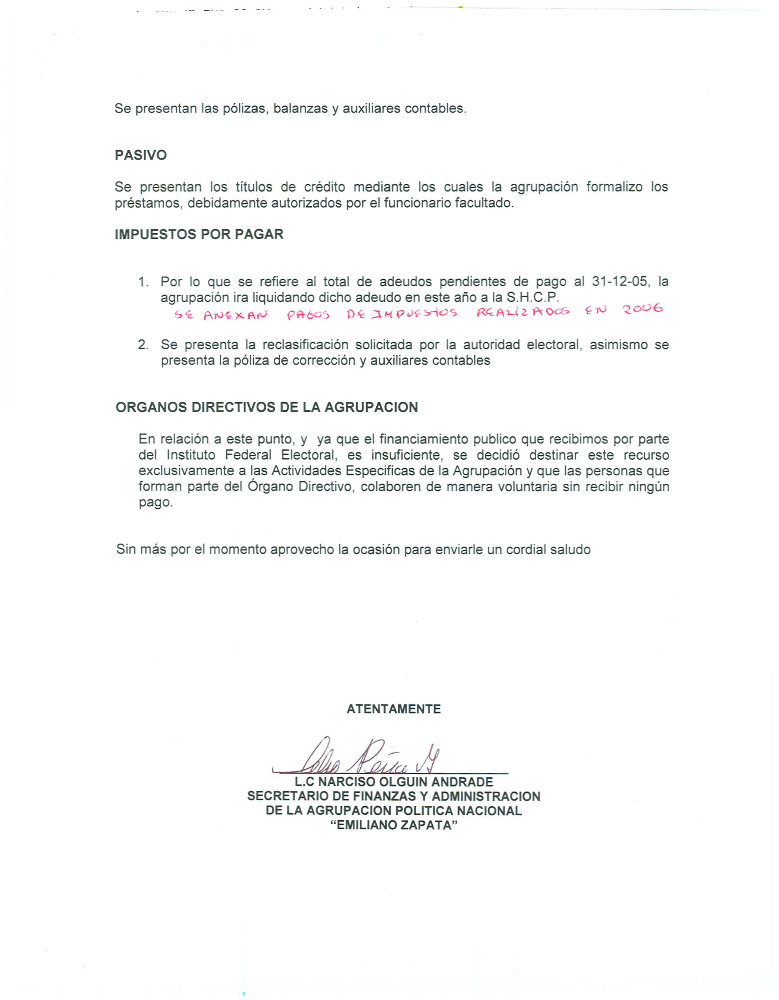 Se presentan las pólizas, balanzas y auxiliares contables.
PASIVO
Se presentan los títulos de crédito mediante los cuales la agrupación formalizo los
préstamos, debidamente autorizados por el funcionario facultado.
IMPUESTOS POR PAGAR
1. Por lo que se refiere al total de adeudos pendientes de pago al 31-12-05, la
agrupación ira liquidando dicho adeudo en este año a la S.H.C.P.
SE ANEXAN PAGOS DE IMPUEStOS REALIZADOS EN 2006
2. Se presenta la reclasificación solicitada por la autoridad electoral, asimismo se
presenta la póliza de corrección y auxiliares contables
ORGANOS DIRECTIVOS DE LA AGRUPACION
En relación a este punto, y ya que el financiamiento publico que recibimos por parte
del Instituto Federal Electoral, es insuficiente, se decidió destinar este recurso
exclusivamente a las Actividades Especificas de la Agrupación y que las personas que
forman parte del Órgano Directivo, colaboren de manera voluntaria sin recibir ningún
pago.
Sin más por el momento aprovecho la ocasión para enviarle un cordial saludo
ATENTAMENTE
L.C NARCISO OLGUIN ANDRADE
SECRETARIO DE FINANZAS Y ADMINISTRACION
DE LA AGRUPACION POLITICA NACIONAL
“EMILIANO ZAPATA”